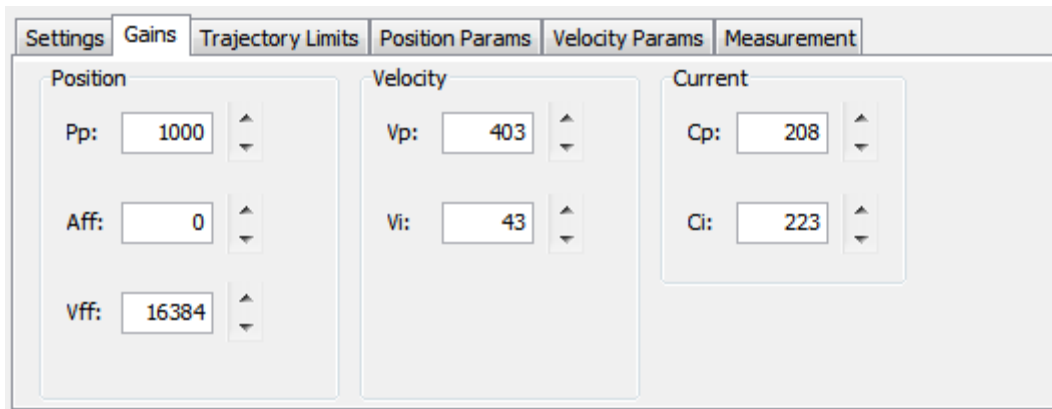 Settings Gains Trajectory Limits Position Params Velocity Params Measurement
Position Velocity Current
Pp: 1000 Vp: 403 Cp: 208
Aff: 0 Vi: 43 Ci: 223
Vff: 16384